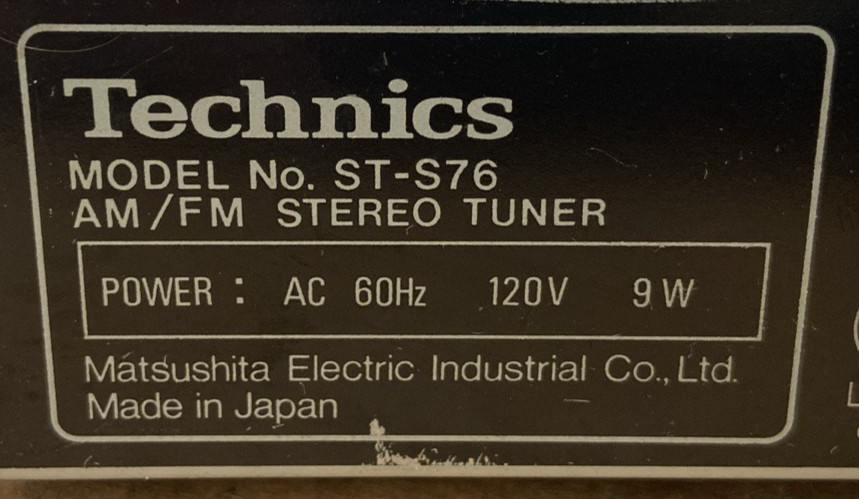 Technics
MODEL No. ST-S76
AM/FM STEREO TUNER
POWER : AC 60Hz 120V 9W
Matsushita Electric Industrial Co., Ltd.
Made in Japan